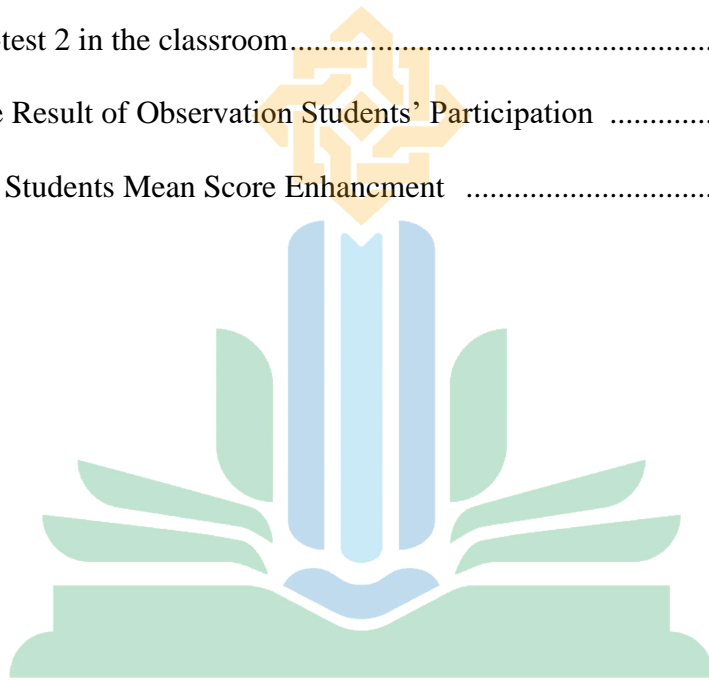 test 2 in the classroom......................................................
e Result of Observation Students’ Participation .............
Students Mean Score Enhancment ...............................